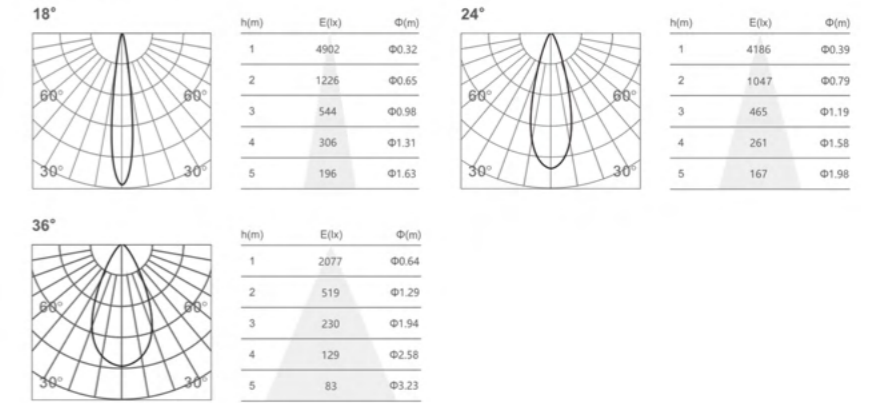 18°
60° 60°
30° 30°
h(m) E(lx) Φ(m)
1 4902 Φ0.32
2 1226 Φ0.65
3 544 Φ0.98
4 306 Φ1.31
5 196 Φ1.63
24°
60° 60°
30° 30°
h(m) E(lx) Φ(m)
1 4186 Φ0.39
2 1047 Φ0.79
3 465 Φ1.19
4 261 Φ1.58
5 167 Φ1.98
36°
60° 60°
30° 30°
h(m) E(lx) Φ(m)
1 2077 Φ0.64
2 519 Φ1.29
3 230 Φ1.94
4 129 Φ2.58
5 83 Φ3.23